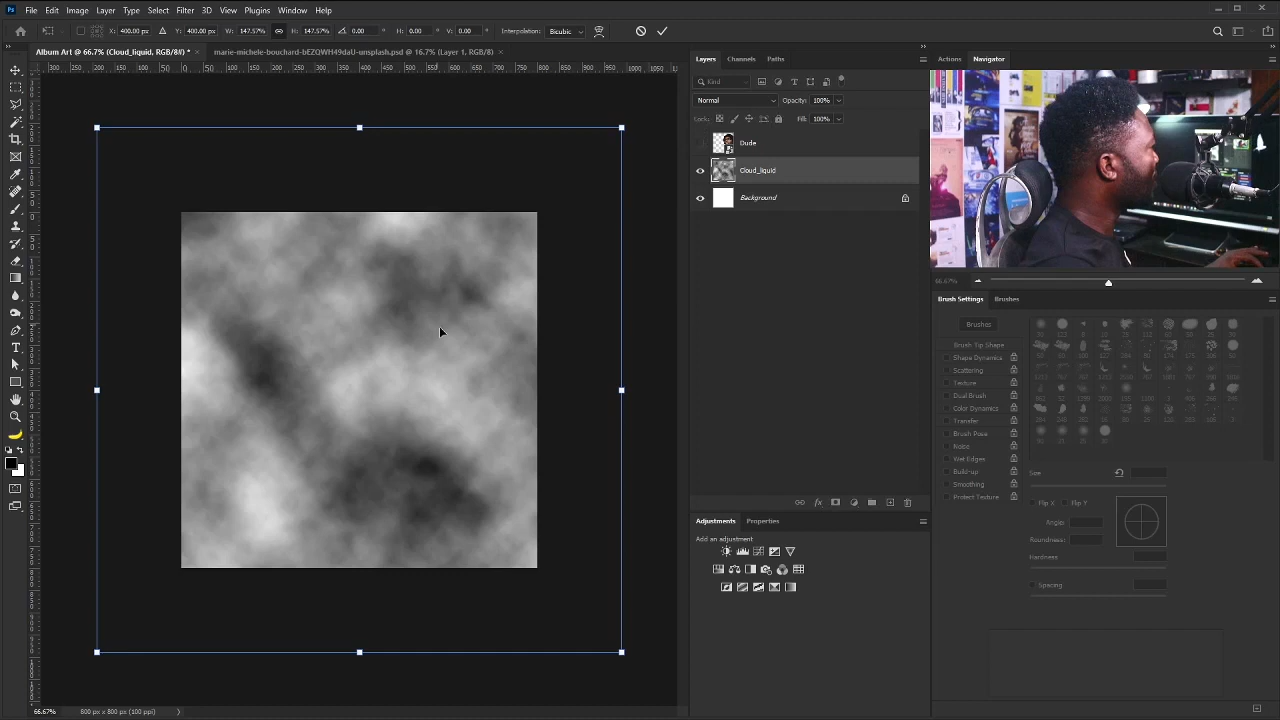 Ps File Edit Image Layer Type Select Filter 3D View Plugins Window Help
X: 400.00 px Y: 400.00 px W: 147.57% H: 147.57% 0.00 H: 0.00 V: 0.00 Interpolation: Bicubic
Album Art @ 66.7% (Cloud_liquid, RGB/8#) * × marie-michele-bouchard-bEZQWH49daU-unsplash.psd @ 16.7% (Layer 1, RGB/8) ×
Layers Channels Paths
Kind
Normal Opacity: 100%
Lock: Fill: 100%
Dude
Cloud_liquid
Background
fx
Adjustments Properties
Add an adjustment
Actions Navigator
66.67%
Brush Settings Brushes
Brushes
Brush Tip Shape
Shape Dynamics
Scattering
Texture
Dual Brush
Color Dynamics
Transfer
Brush Pose
Noise
Wet Edges
Build-up
Smoothing
Protect Texture
Size
Flip X Flip Y
Angle:
Roundness:
Hardness
Spacing
66.67% 800 px x 800 px (100 ppi)